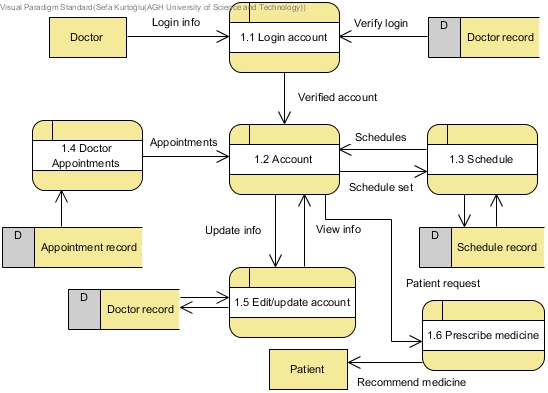 Visual Paradigm Standard(Sefa Kurtoğlu(AGH University of Science and Technology))
Login info
Verify login
D
Doctor
1.1 Login account
Doctor record
Verified account
Appointments
Schedules
1.4 Doctor
Appointments
1.2 Account
1.3 Schedule
Schedule set
D
Appointment record
Update info
View info
D
Schedule record
Patient request
D
Doctor record
1.5 Edit/update account
1.6 Prescribe medicine
Patient
Recommend medicine